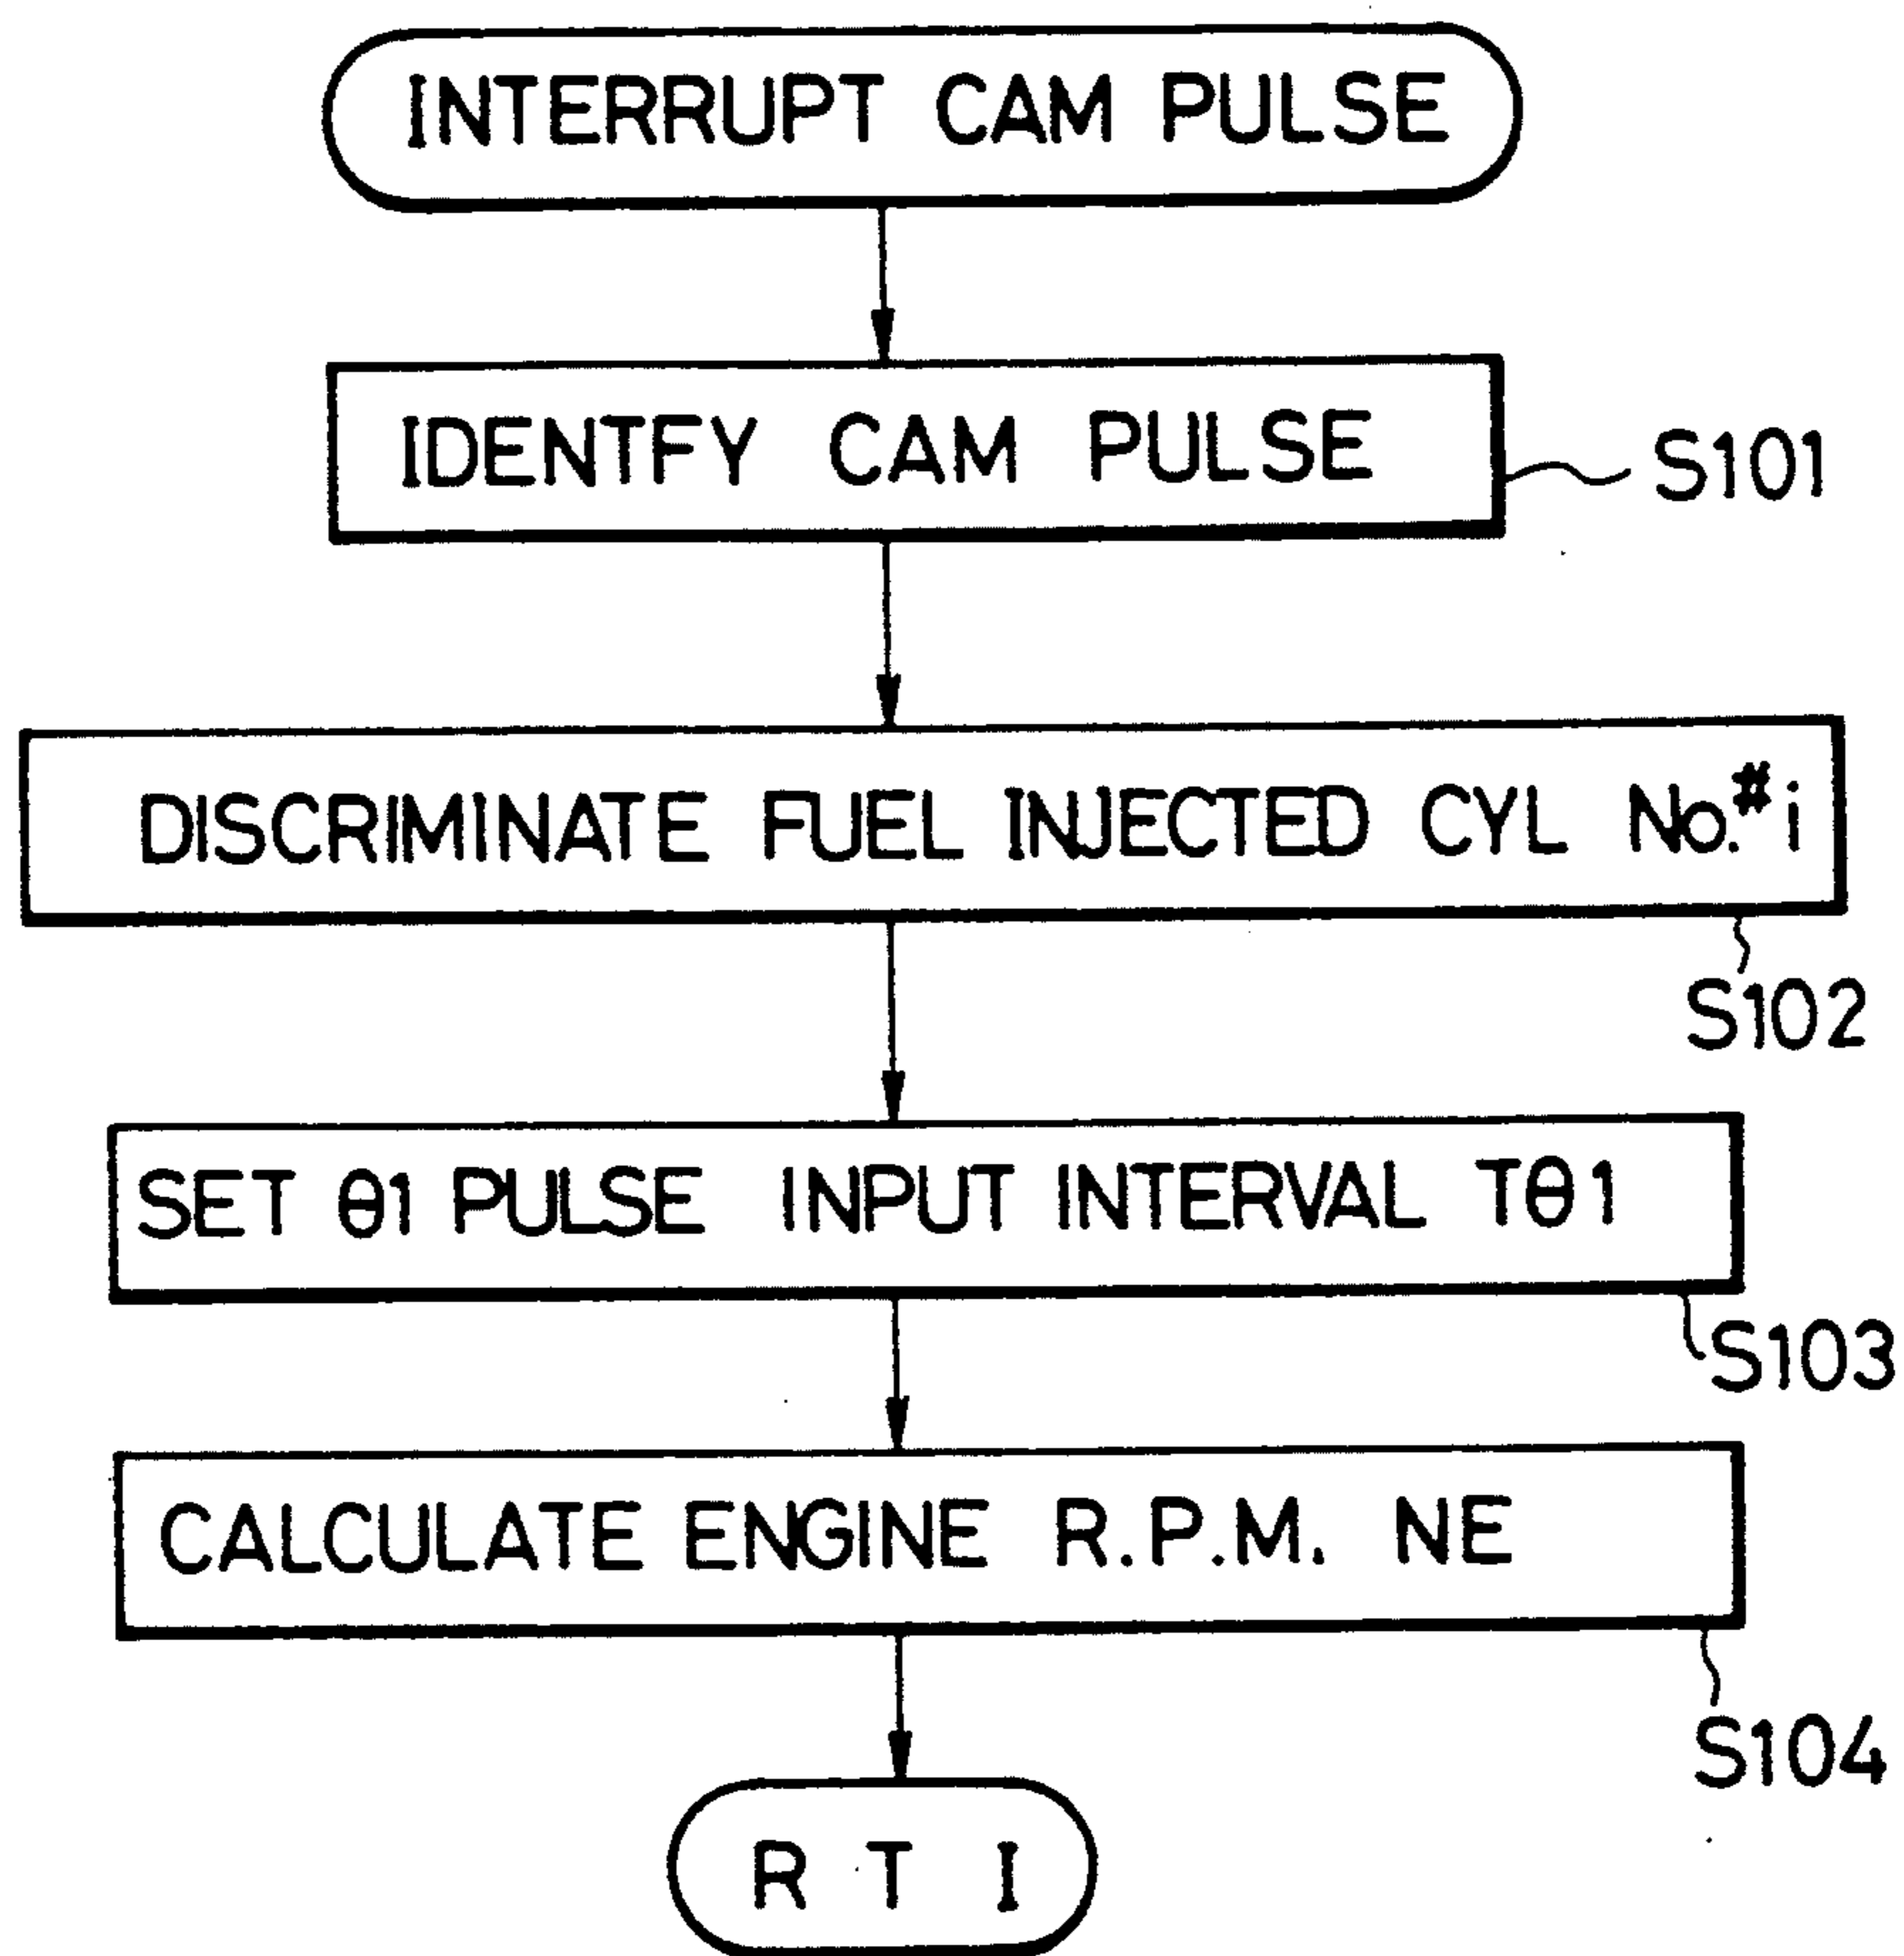 INTERRUPT CAM PULSE
IDENTFY CAM PULSE
S101
DISCRIMINATE FUEL INJECTED CYL No.#i
S102
SET θ1 PULSE INPUT INTERVAL Tθ1
S103
CALCULATE ENGINE R.P.M. NE
S104
R T I